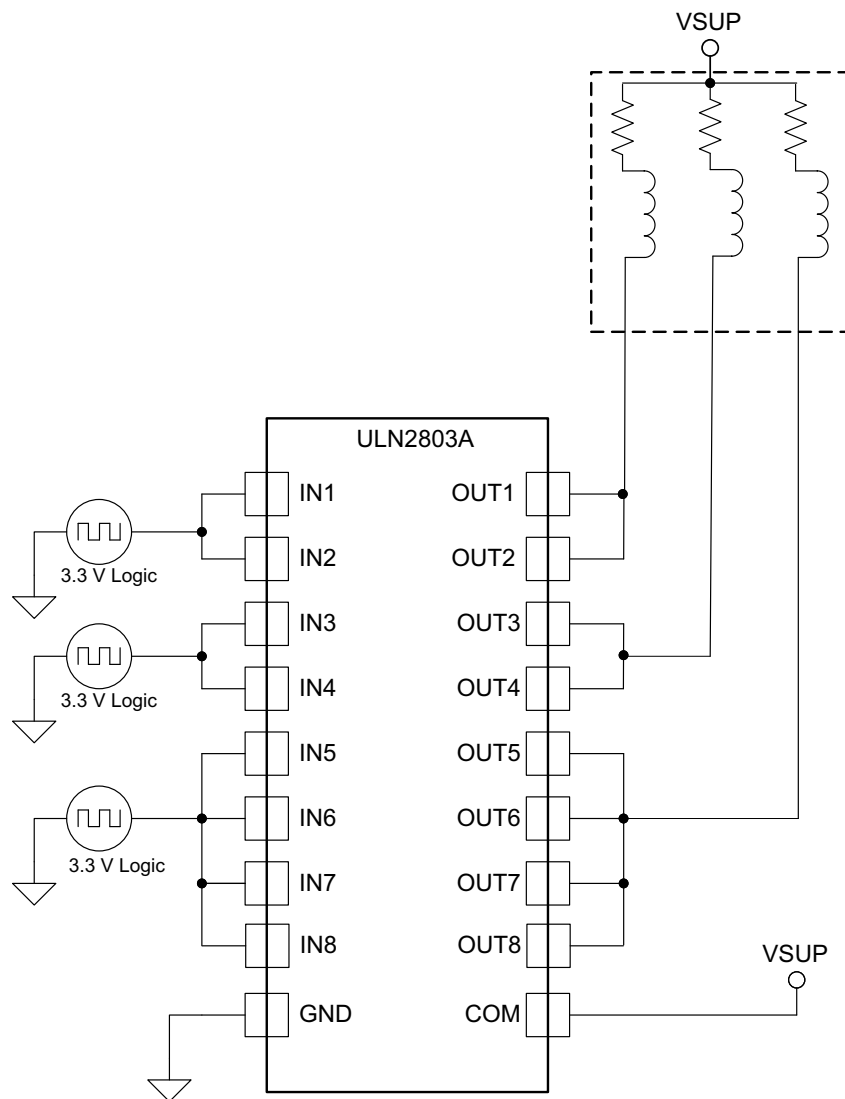 VSUP
ULN2803A
IN1 OUT1
3.3 V Logic
IN2 OUT2
IN3 OUT3
3.3 V Logic
IN4 OUT4
IN5 OUT5
IN6 OUT6
3.3 V Logic
IN7 OUT7
IN8 OUT8
VSUP
GND COM